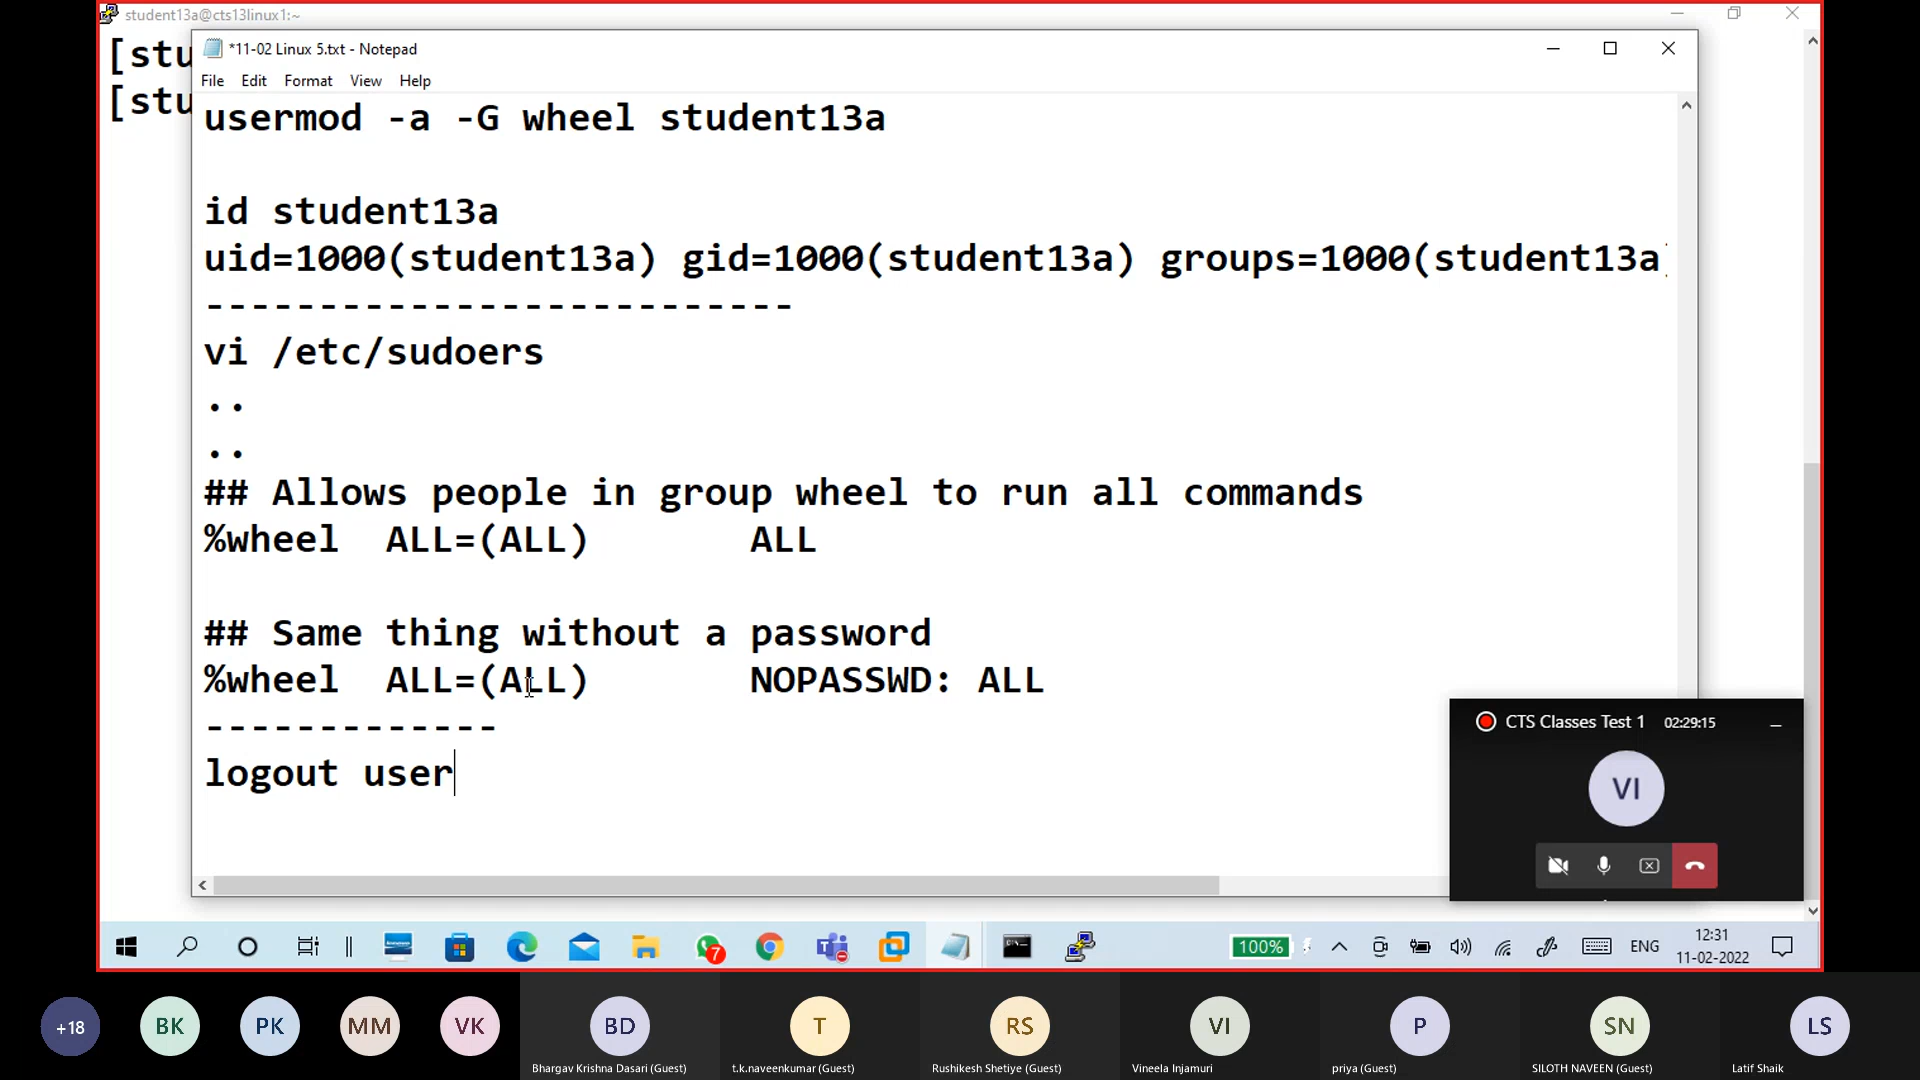 student13a@cts13linux1:~
[stu
[stu
*11-02 Linux 5.txt - Notepad
File Edit Format View Help
usermod -a -G wheel student13a
id student13a
uid=1000(student13a) gid=1000(student13a) groups=1000(student13a)
---------------------------
vi /etc/sudoers
..
..
## Allows people in group wheel to run all commands
%wheel ALL=(ALL) ALL
## Same thing without a password
%wheel ALL=(ALL) NOPASSWD: ALL
-------------
logout user
CTS Classes Test 1 02:29:15
VI
7
100%
ENG
12:31
11-02-2022
+18
BK
PK
MM
VK
BD
Bhargav Krishna Dasari (Guest)
T
t.k.naveenkumar (Guest)
RS
Rushikesh Shetiye (Guest)
VI
Vineela Injamuri
P
priya (Guest)
SN
SILOTH NAVEEN (Guest)
LS
Latif Shaik